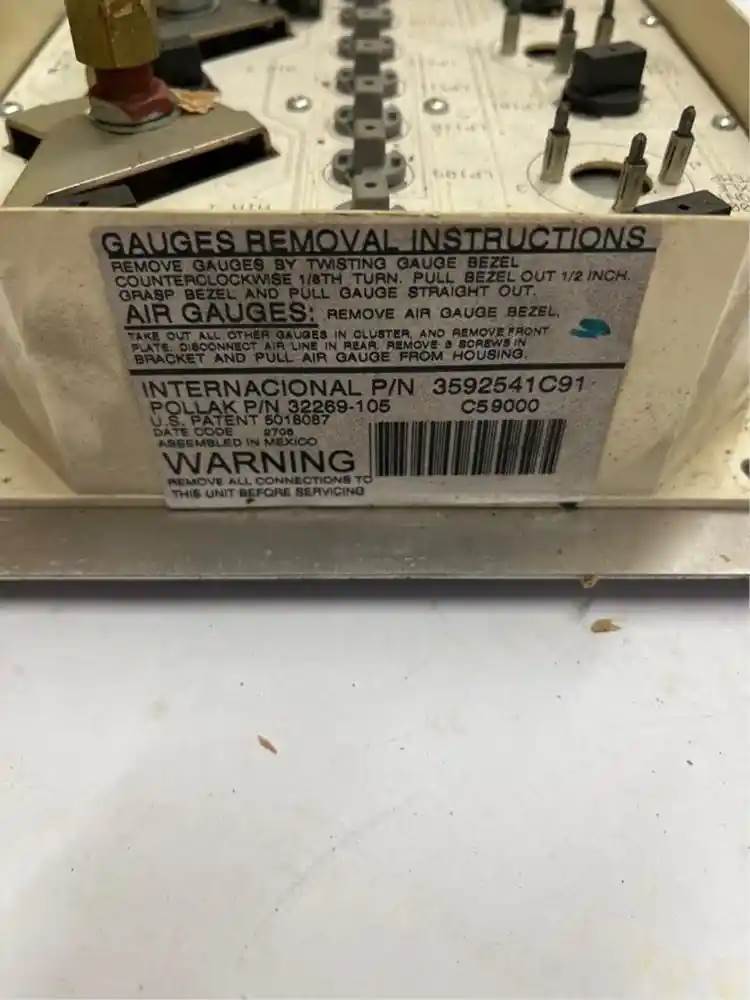 GAUGES REMOVAL INSTRUCTIONS
REMOVE GAUGES BY TWISTING GAUGE BEZEL
COUNTERCLOCKWISE 1/8TH TURN. PULL BEZEL OUT 1/2 INCH.
GRASP BEZEL AND PULL GAUGE STRAIGHT OUT.
AIR GAUGES: REMOVE AIR GAUGE BEZEL,
TAKE OUT ALL OTHER GAUGES IN CLUSTER, AND REMOVE FRONT
PLATE. DISCONNECT AIR LINE IN REAR. REMOVE 3 SCREWS IN
BRACKET AND PULL AIR GAUGE FROM HOUSING.
INTERNACIONAL P/N 3592541C91
POLLAK P/N 32269-105 C59000
U.S. PATENT 5018087
DATE CODE 2706
ASSEMBLED IN MEXICO
WARNING
REMOVE ALL CONNECTIONS TO
THIS UNIT BEFORE SERVICING